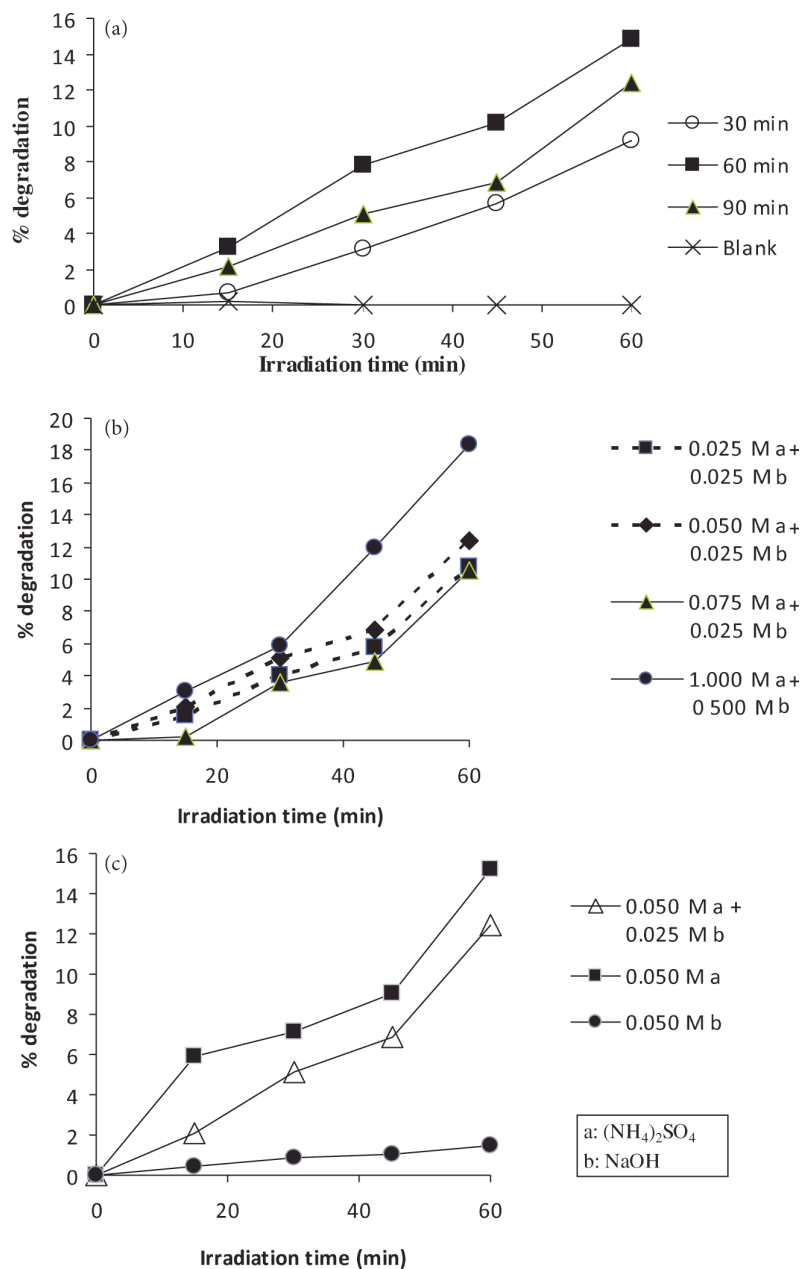 (a)
16
14
12
10
8
6
4
2
0
% degradation
0 10 20 30 40 50 60
Irradiation time (min)
30 min
60 min
90 min
Blank
(b)
20
18
16
14
12
10
8
6
4
2
0
% degradation
0 20 40 60
Irradiation time (min)
0.025 M a+
0.025 M b
0.050 M a+
0.025 M b
0.075 M a+
0.025 M b
1.000 M a+
0 500 M b
(c)
16
14
12
10
8
6
4
2
0
% degradation
0 20 40 60
Irradiation time (min)
0.050 M a +
0.025 M b
0.050 M a
0.050 M b
a: (NH₄)₂SO₄
b: NaOH